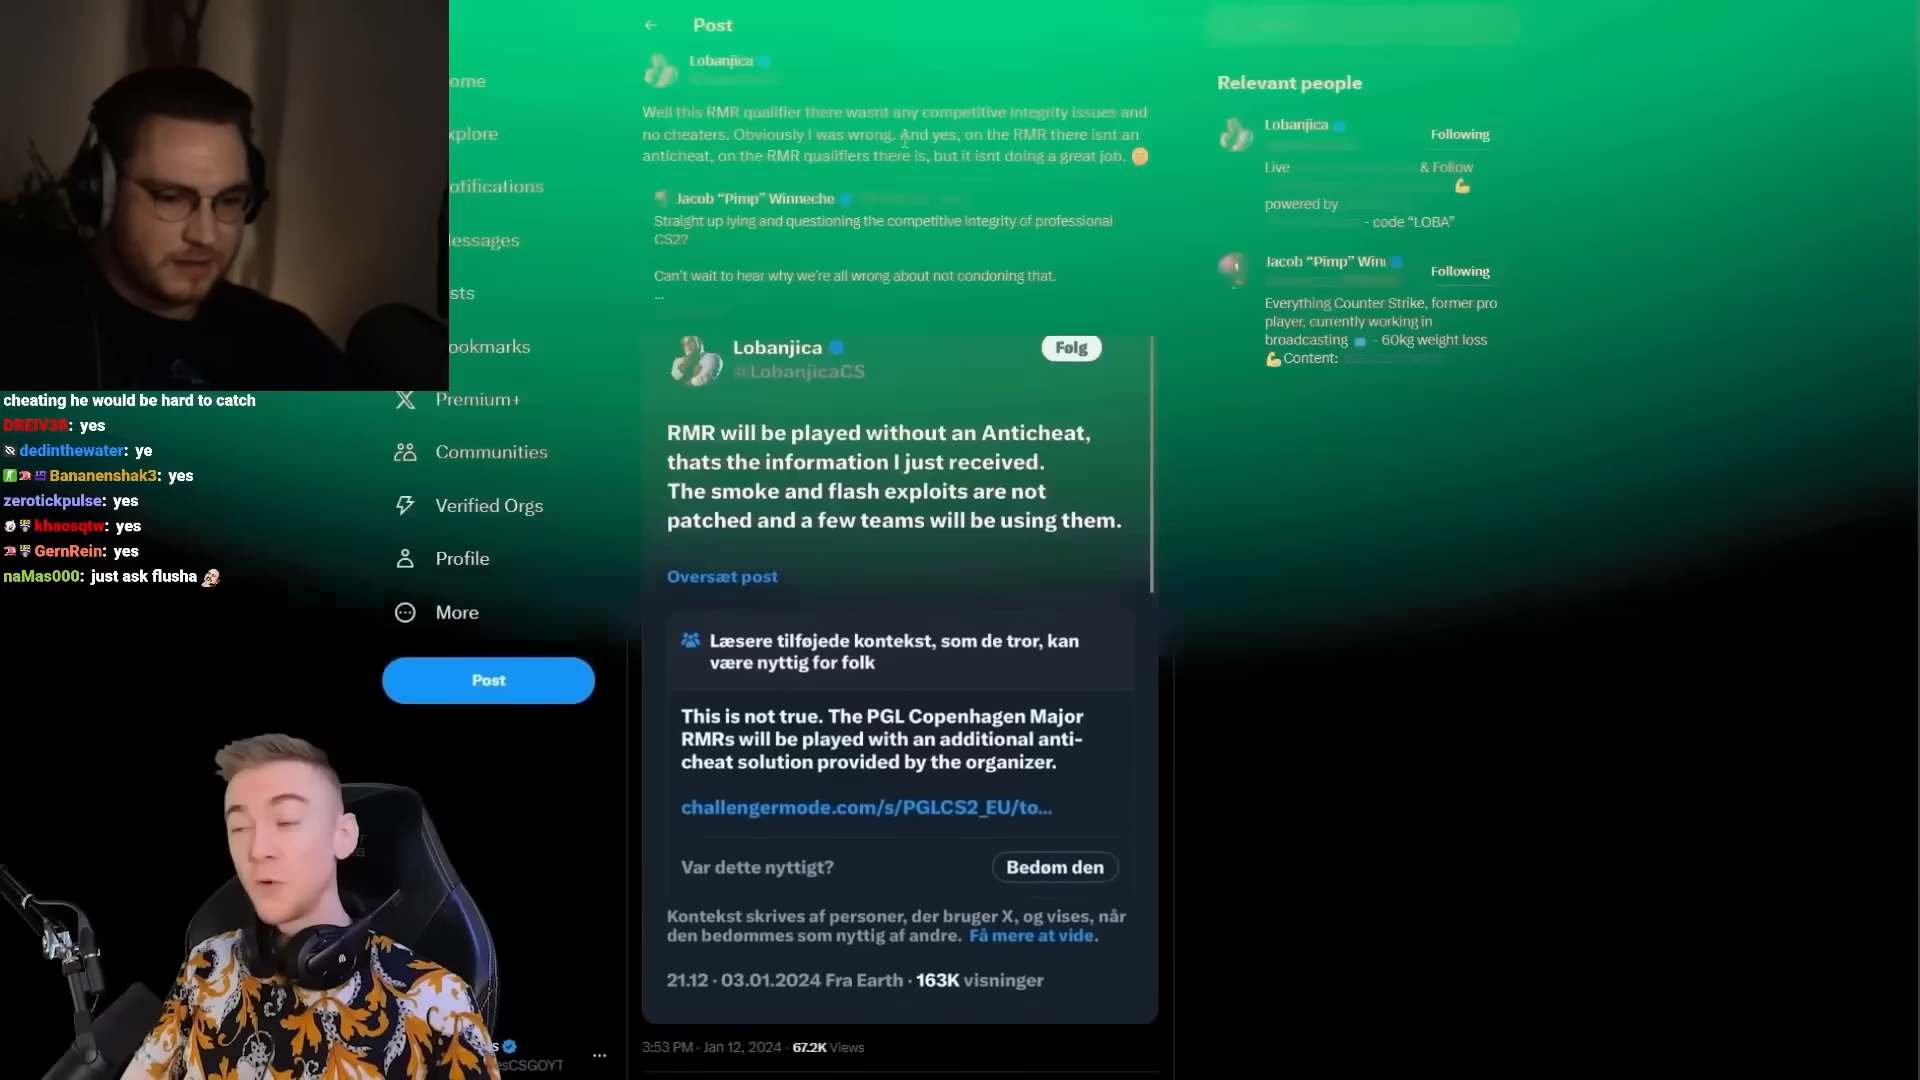 Post
Lobanjica
Well this RMR qualifier there wasnt any competitive integrity issues and
no cheaters. Obviously I was wrong. And yes, on the RMR there isnt an
anticheat, on the RMR qualifiers there is, but it isnt doing a great job.
Jacob “Pimp” Winneche
Straight up lying and questioning the competitive integrity of professional
CS2?
Can't wait to hear why we're all wrong about not condoning that.
...
Lobanjica
@LobanjicaCS
Følg
RMR will be played without an Anticheat,
thats the information I just received.
The smoke and flash exploits are not
patched and a few teams will be using them.
Oversæt post
Læsere tilføjede kontekst, som de tror, kan
være nyttig for folk
This is not true. The PGL Copenhagen Major
RMRs will be played with an additional anti-
cheat solution provided by the organizer.
challengermode.com/s/PGLCS2_EU/to...
Var dette nyttigt?
Bedøm den
Kontekst skrives af personer, der bruger X, og vises, når
den bedømmes som nyttig af andre. Få mere at vide.
21.12 · 03.01.2024 Fra Earth · 163K visninger
3:53 PM · Jan 12, 2024 · 67.2K Views
ome
xplore
otifications
essages
sts
ookmarks
Premium+
Communities
Verified Orgs
Profile
More
Post
s
esCSGOYT
cheating he would be hard to catch
DREIV3R: yes
dedinthewater: ye
Bananenshak3: yes
zerotickpulse: yes
khaosqtw: yes
GernRein: yes
naMas000: just ask flusha
Relevant people
Lobanjica
Following
Live & Follow
powered by
- code “LOBA”
Jacob “Pimp” Win
Following
Everything Counter Strike, former pro
player, currently working in
broadcasting - 60kg weight loss
Content: